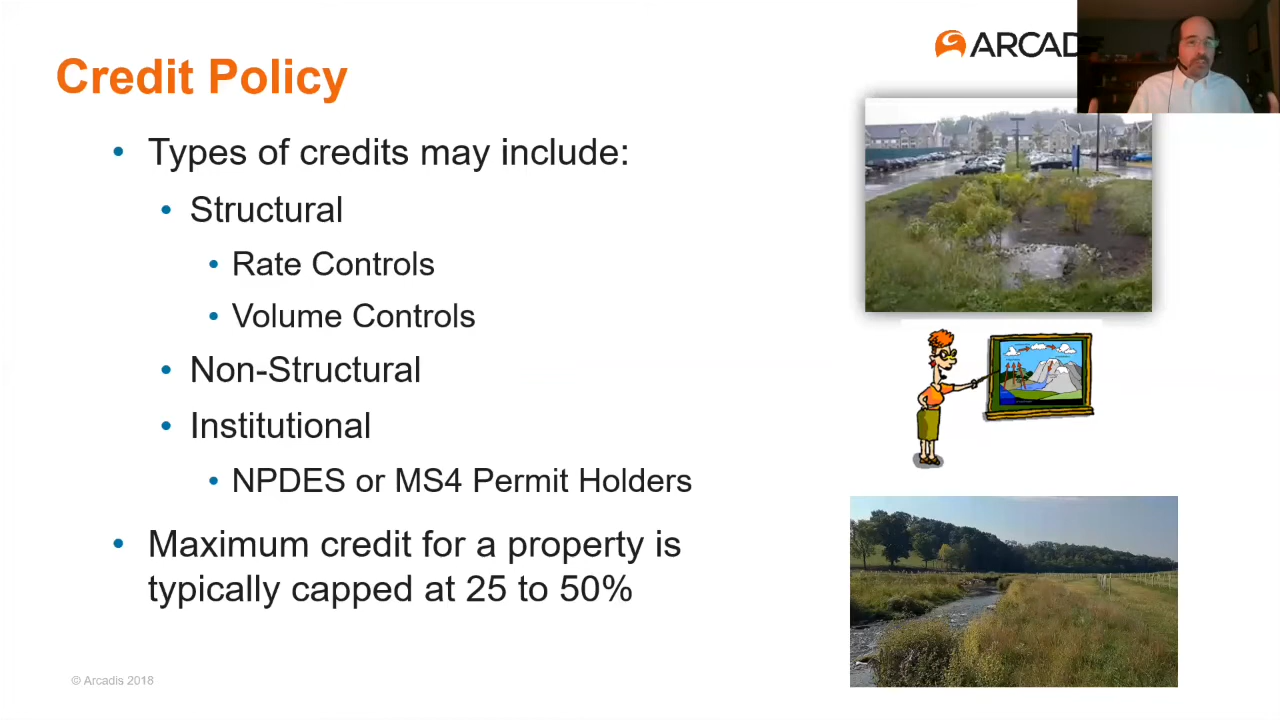 Credit Policy
ARCAD
• Types of credits may include:
• Structural
• Rate Controls
• Volume Controls
• Non-Structural
• Institutional
• NPDES or MS4 Permit Holders
• Maximum credit for a property is
typically capped at 25 to 50%
© Arcadis 2018